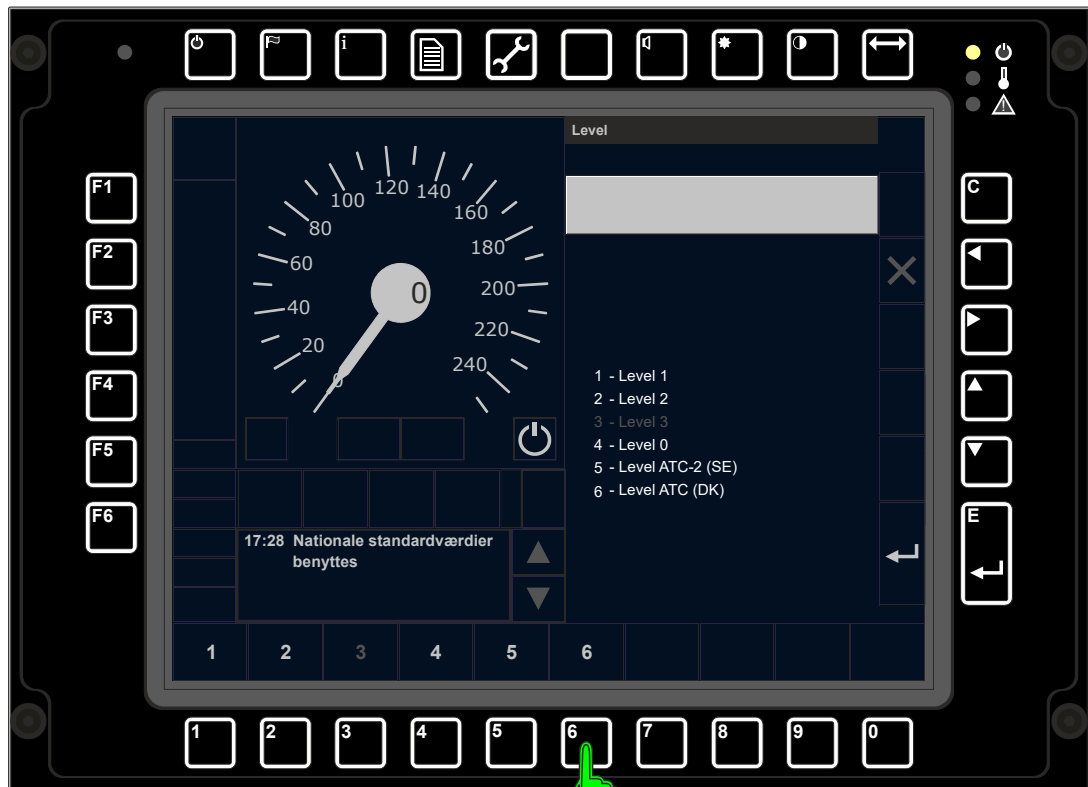 i
Level
F1
F2
F3
F4
F5
F6
C
E
0
20
40
60
80
100
120
140
160
180
200
220
240
0
1 - Level 1
2 - Level 2
3 - Level 3
4 - Level 0
5 - Level ATC-2 (SE)
6 - Level ATC (DK)
17:28 Nationale standardværdier
benyttes
1 2 3 4 5 6
1 2 3 4 5 6 7 8 9 0